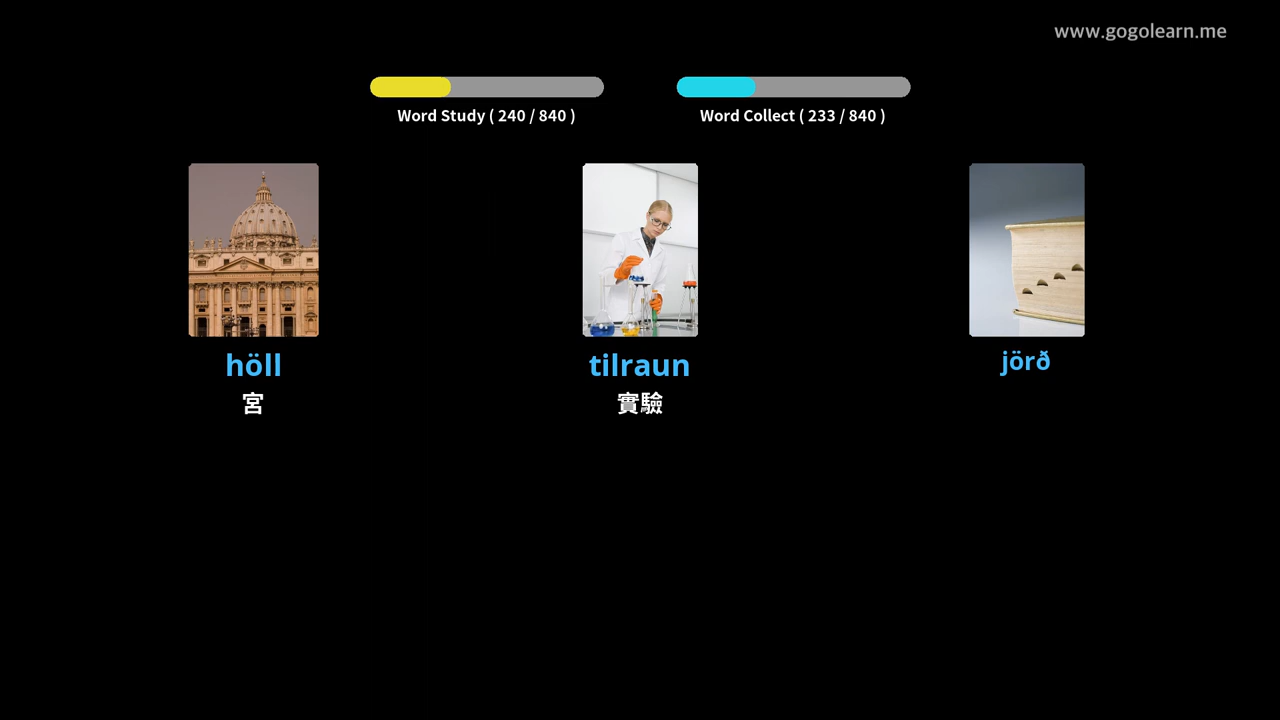 www.gogolearn.me
Word Study ( 240 / 840 )
Word Collect ( 233 / 840 )
höll
tilraun
jörð
宮
實驗